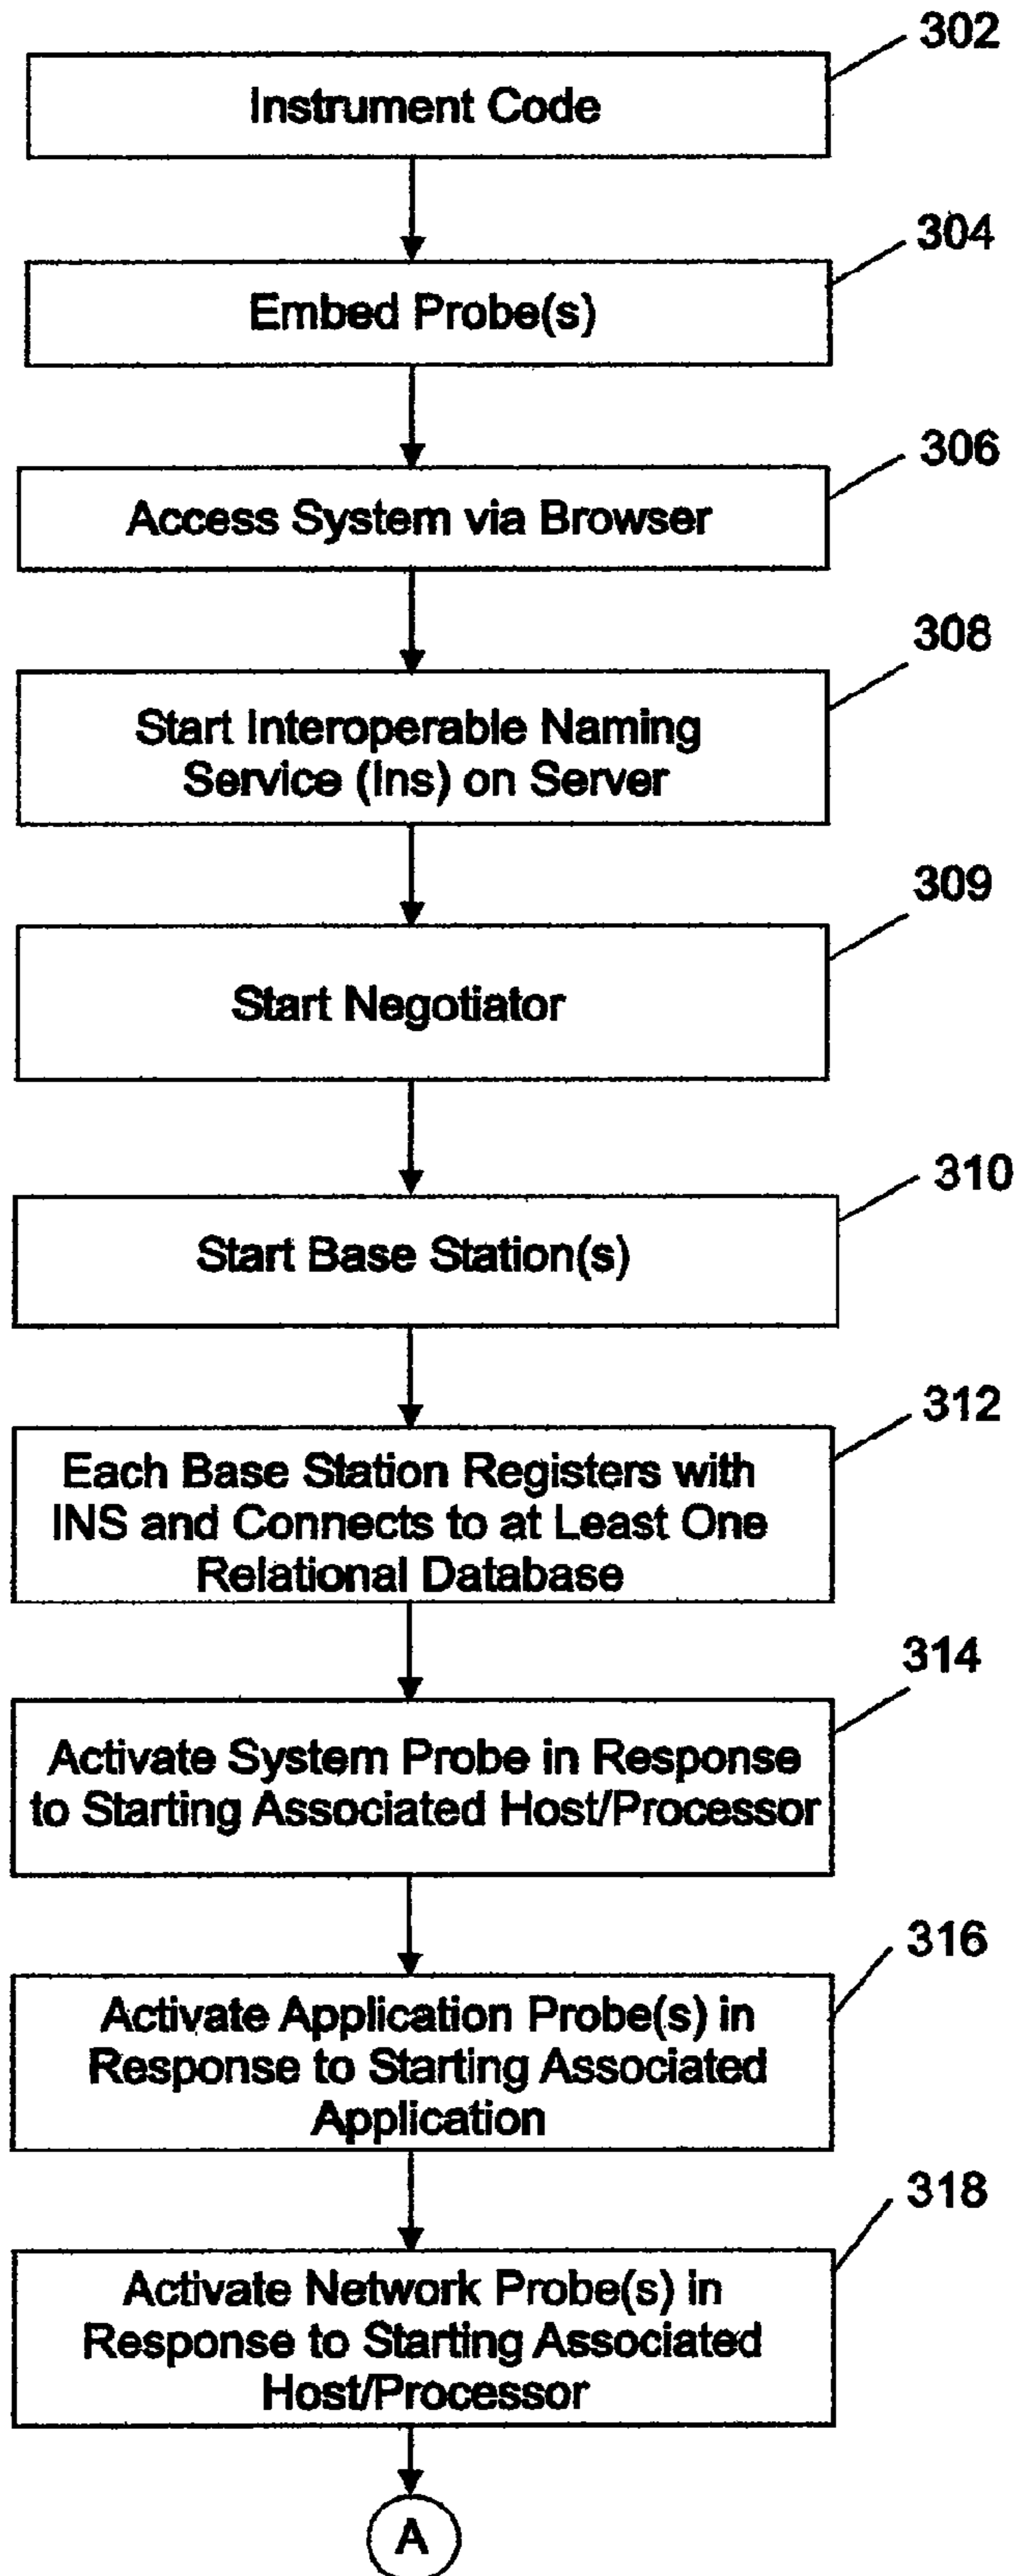 302
Instrument Code
304
Embed Probe(s)
306
Access System via Browser
308
Start Interoperable Naming
Service (Ins) on Server
309
Start Negotiator
310
Start Base Station(s)
312
Each Base Station Registers with
INS and Connects to at Least One
Relational Database
314
Activate System Probe in Response
to Starting Associated Host/Processor
316
Activate Application Probe(s) in
Response to Starting Associated
Application
318
Activate Network Probe(s) in
Response to Starting Associated
Host/Processor
A